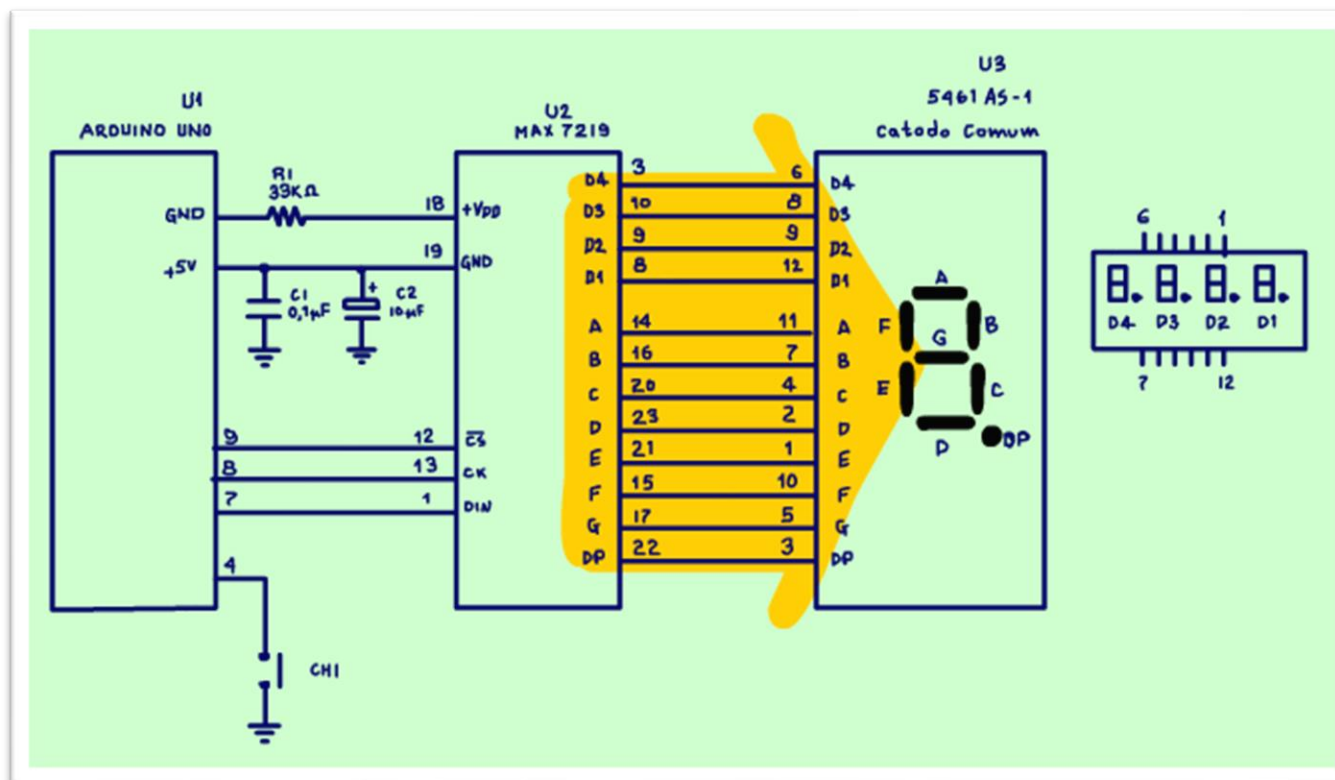 U1
ARDUINO UNO
GND
+5V
R1
33KΩ
C1
0,1µF
C2
10µF
+
9
8
7
4
CH1
U2
MAX 7219
18 +VDD
19 GND
12 C̅S̅
13 CK
1 DIN
D4 3 6 D4
D3 10 8 D3
D2 9 9 D2
D1 8 12 D1
A 14 11 A
B 16 7 B
C 20 4 C
D 23 2 D
E 21 1 E
F 15 10 F
G 17 5 G
DP 22 3 DP
U3
5461 AS-1
Catodo Comum
A
F B
G
E C
D DP
6 1
D4 D3 D2 D1
7 12